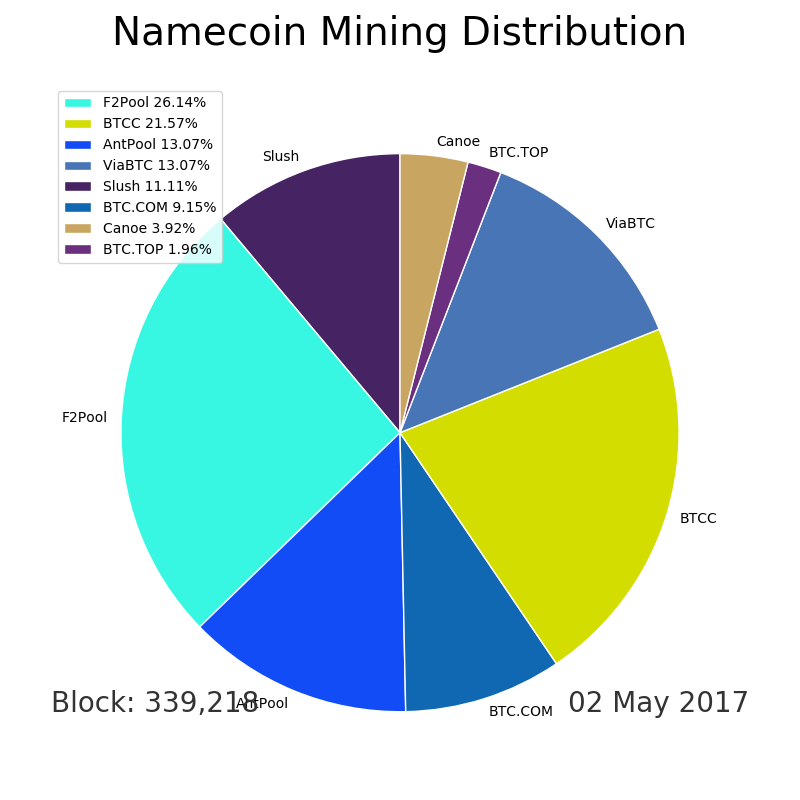 Namecoin Mining Distribution
F2Pool 26.14%
BTCC 21.57%
AntPool 13.07%
ViaBTC 13.07%
Slush 11.11%
BTC.COM 9.15%
Canoe 3.92%
BTC.TOP 1.96%
Canoe
BTC.TOP
Slush
ViaBTC
F2Pool
BTCC
AntPool
BTC.COM
Block: 339,218
02 May 2017